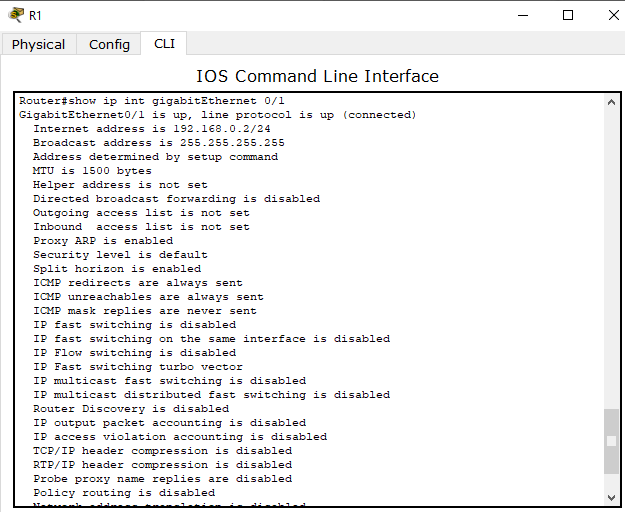 R1
Physical Config CLI
IOS Command Line Interface
Router#show ip int gigabitEthernet 0/1
GigabitEthernet0/1 is up, line protocol is up (connected)
Internet address is 192.168.0.2/24
Broadcast address is 255.255.255.255
Address determined by setup command
MTU is 1500 bytes
Helper address is not set
Directed broadcast forwarding is disabled
Outgoing access list is not set
Inbound  access list is not set
Proxy ARP is enabled
Security level is default
Split horizon is enabled
ICMP redirects are always sent
ICMP unreachables are always sent
ICMP mask replies are never sent
IP fast switching is disabled
IP fast switching on the same interface is disabled
IP Flow switching is disabled
IP Fast switching turbo vector
IP multicast fast switching is disabled
IP multicast distributed fast switching is disabled
Router Discovery is disabled
IP output packet accounting is disabled
IP access violation accounting is disabled
TCP/IP header compression is disabled
RTP/IP header compression is disabled
Probe proxy name replies are disabled
Policy routing is disabled
Network address translation is disabled